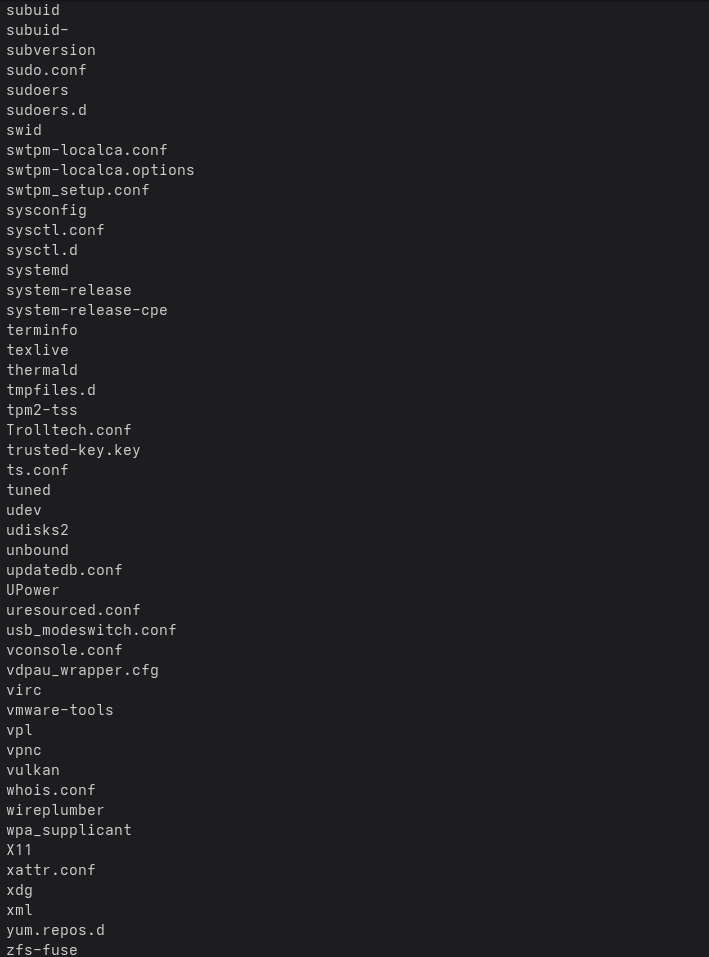 subuid
subuid-
subversion
sudo.conf
sudoers
sudoers.d
swid
swtpm-localca.conf
swtpm-localca.options
swtpm_setup.conf
sysconfig
sysctl.conf
sysctl.d
systemd
system-release
system-release-cpe
terminfo
texlive
thermald
tmpfiles.d
tpm2-tss
Trolltech.conf
trusted-key.key
ts.conf
tuned
udev
udisks2
unbound
updatedb.conf
UPower
uresourced.conf
usb_modeswitch.conf
vconsole.conf
vdpau_wrapper.cfg
virc
vmware-tools
vpl
vpnc
vulkan
whois.conf
wireplumber
wpa_supplicant
X11
xattr.conf
xdg
xml
yum.repos.d
zfs-fuse